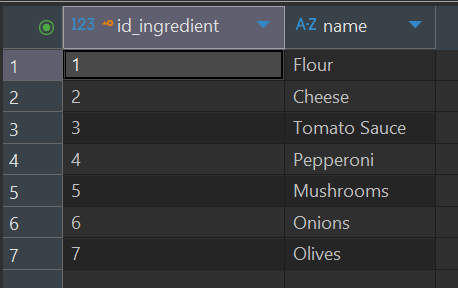 123 id_ingredient A-Z name
1 1 Flour
2 2 Cheese
3 3 Tomato Sauce
4 4 Pepperoni
5 5 Mushrooms
6 6 Onions
7 7 Olives